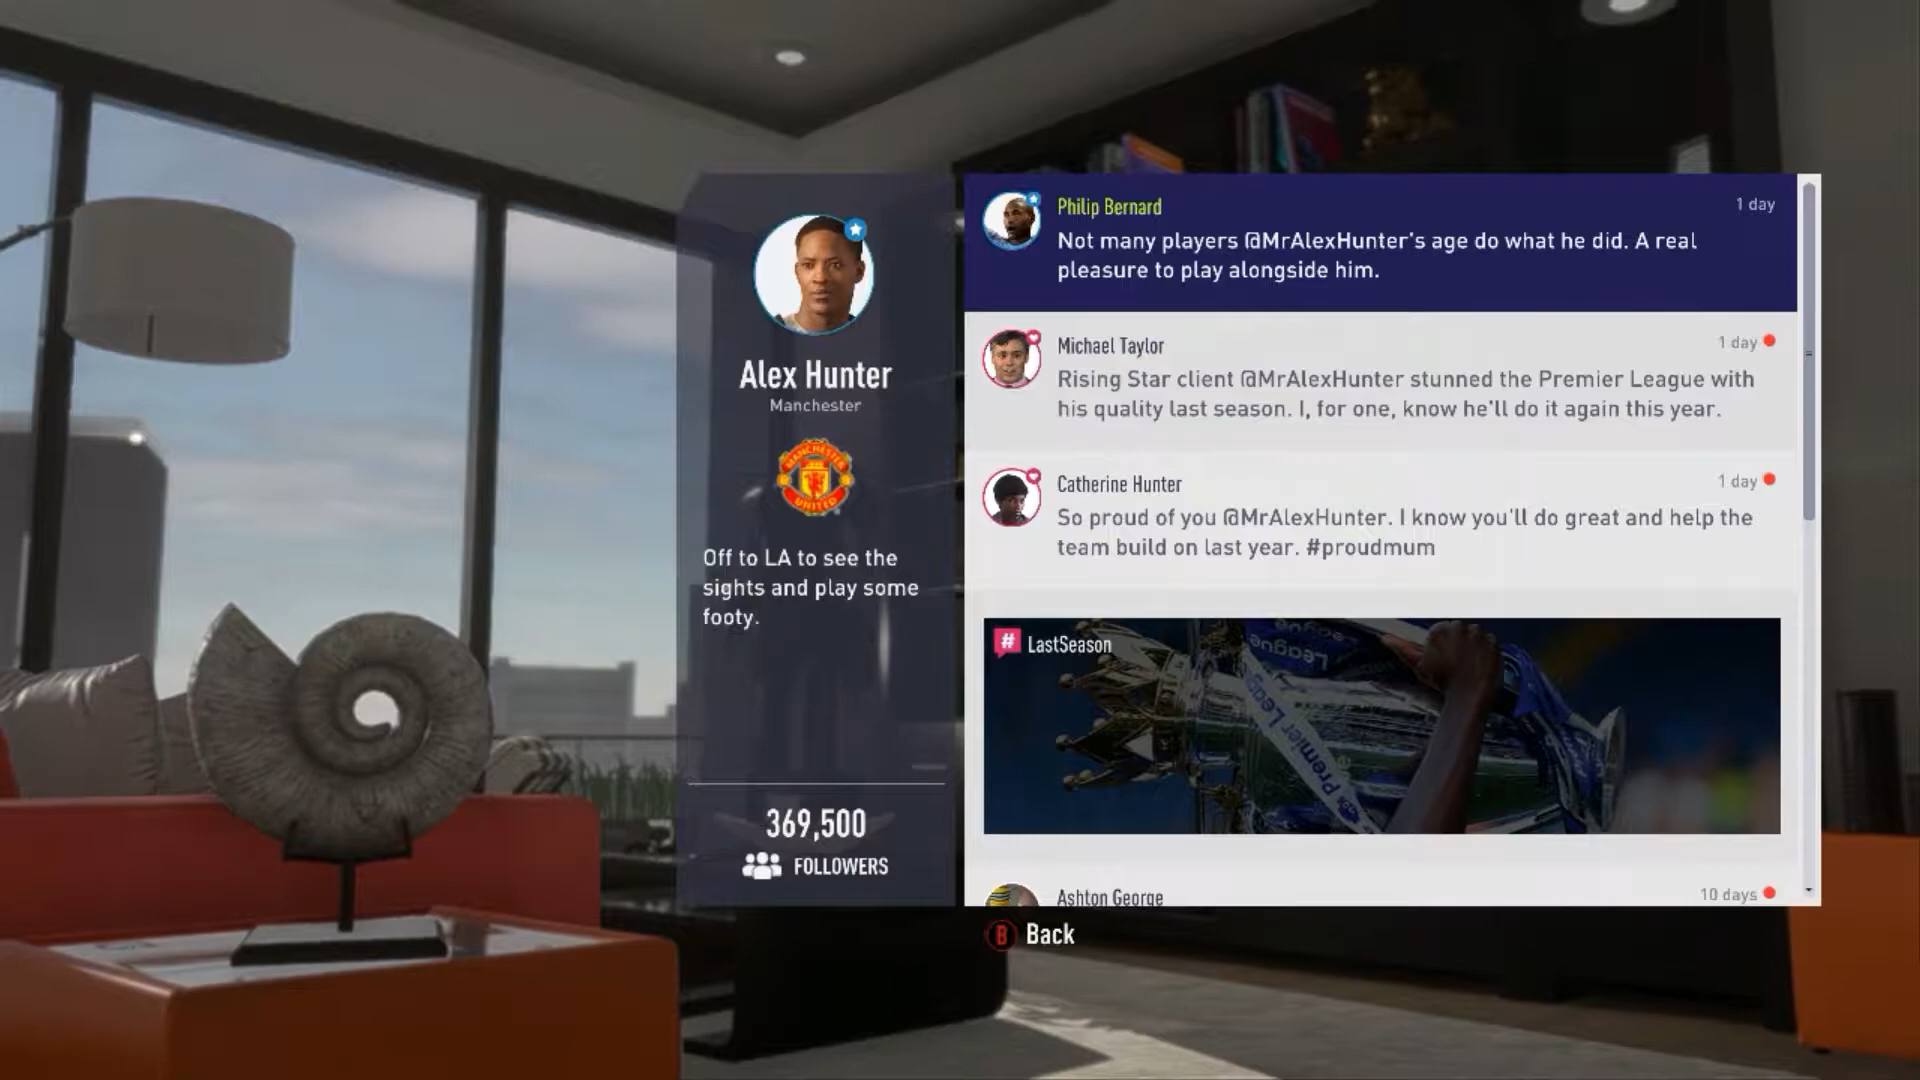 Alex Hunter
Manchester
MANCHESTER
UNITED
Off to LA to see the
sights and play some
footy.
369,500
FOLLOWERS
Philip Bernard
1 day
Not many players @MrAlexHunter's age do what he did. A real
pleasure to play alongside him.
Michael Taylor
1 day
Rising Star client @MrAlexHunter stunned the Premier League with
his quality last season. I, for one, know he'll do it again this year.
Catherine Hunter
1 day
So proud of you @MrAlexHunter. I know you'll do great and help the
team build on last year. #proudmum
# LastSeason
League
League
Premier League
Ashton George
10 days
B Back